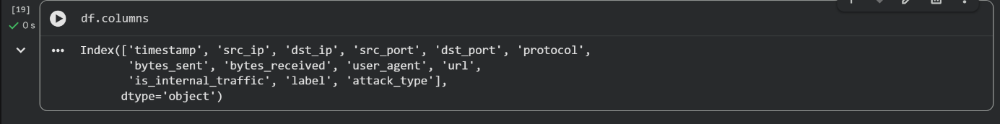 [19]
df.columns
0 s
Index(['timestamp', 'src_ip', 'dst_ip', 'src_port', 'dst_port', 'protocol',
'bytes_sent', 'bytes_received', 'user_agent', 'url',
'is_internal_traffic', 'label', 'attack_type'],
dtype='object')